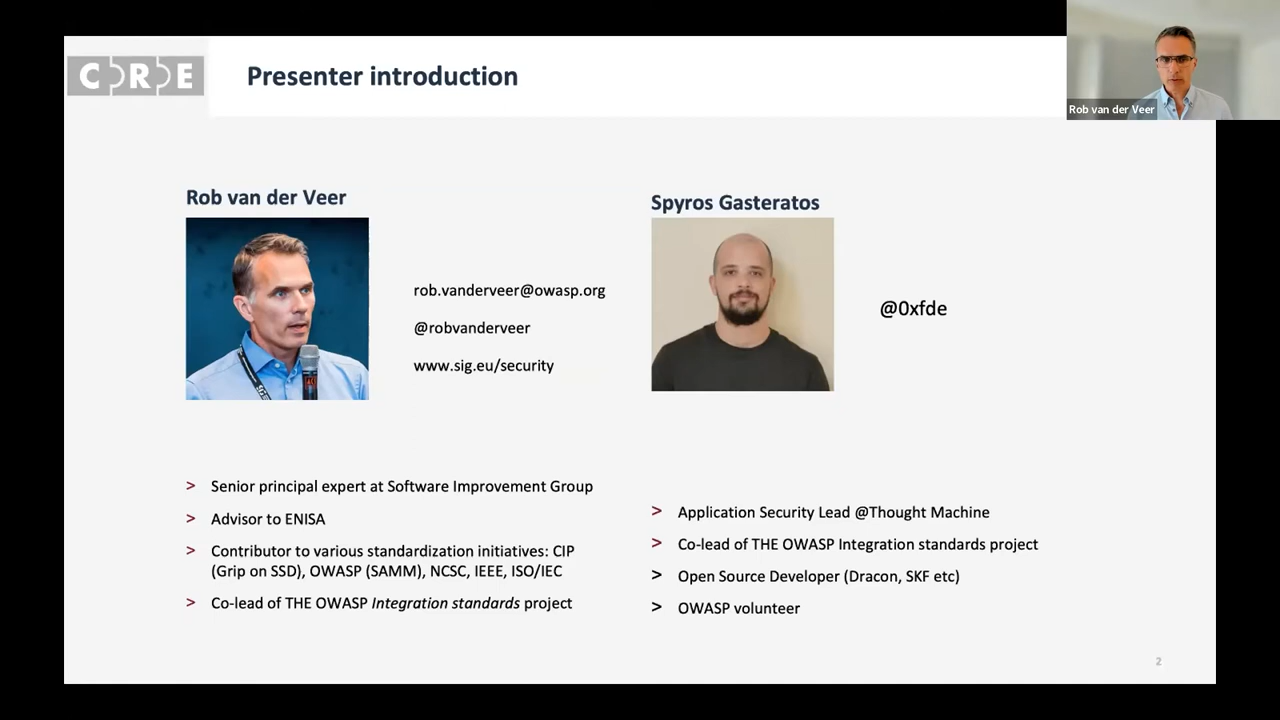 CRE
Presenter introduction
Rob van der Veer
Rob van der Veer
rob.vanderveer@owasp.org
@robvanderveer
www.sig.eu/security
> Senior principal expert at Software Improvement Group
> Advisor to ENISA
> Contributor to various standardization initiatives: CIP
(Grip on SSD), OWASP (SAMM), NCSC, IEEE, ISO/IEC
> Co-lead of THE OWASP Integration standards project
Spyros Gasteratos
@0xfde
> Application Security Lead @Thought Machine
> Co-lead of THE OWASP Integration standards project
> Open Source Developer (Dracon, SKF etc)
> OWASP volunteer
2